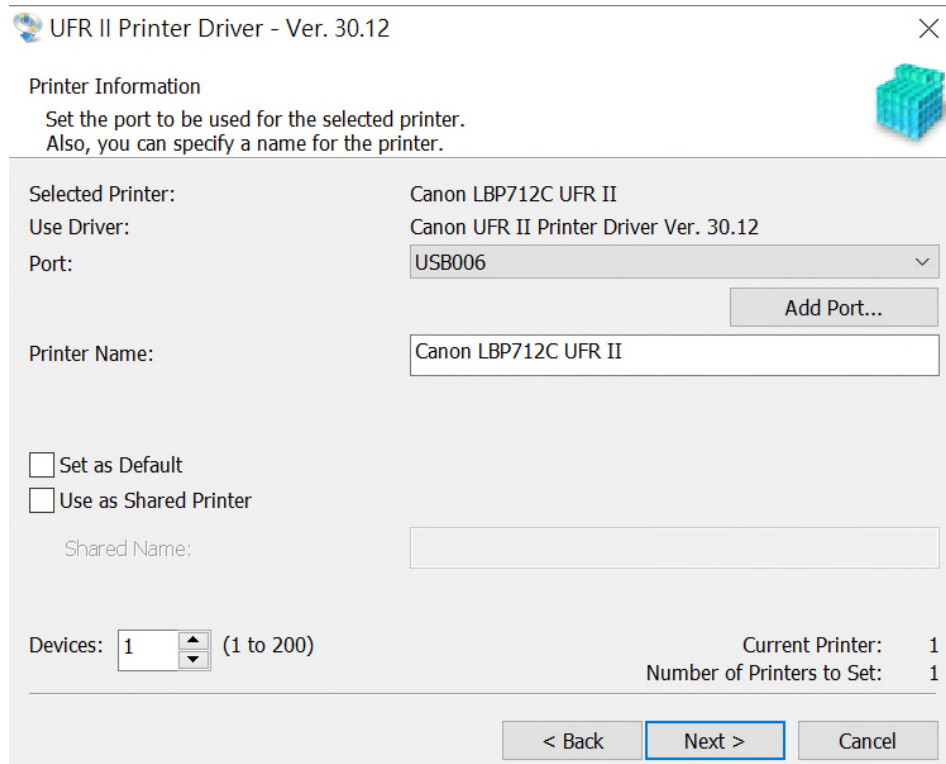 UFR II Printer Driver - Ver. 30.12
Printer Information
Set the port to be used for the selected printer.
Also, you can specify a name for the printer.
Selected Printer: Canon LBP712C UFR II
Use Driver: Canon UFR II Printer Driver Ver. 30.12
Port: USB006
Add Port...
Printer Name: Canon LBP712C UFR II
Set as Default
Use as Shared Printer
Shared Name:
Devices: 1 (1 to 200) Current Printer: 1
Number of Printers to Set: 1
< Back Next > Cancel